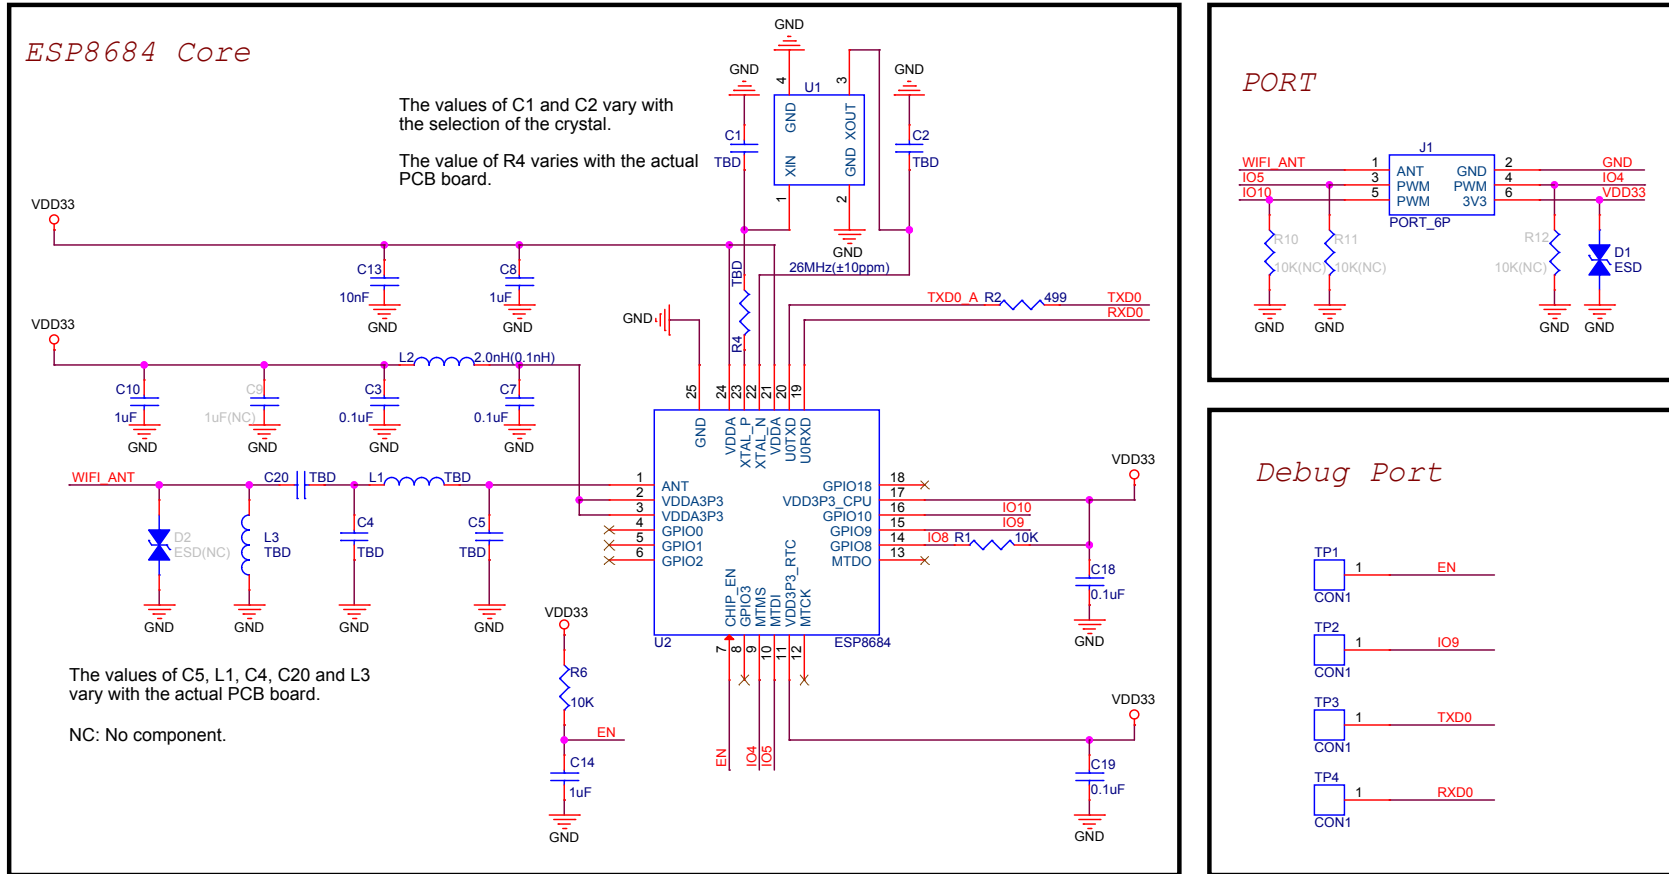 ESP8684 Core
The values of C1 and C2 vary with
the selection of the crystal.
The value of R4 varies with the actual
PCB board.
GND
GND
GND
4
3
U1
GND
XOUT
XIN
GND
1
2
C1
TBD
C2
TBD
GND
26MHz(±10ppm)
VDD33
C13
10nF
GND
C8
1uF
GND
TBD
R4
GND
TXD0_A
R2
499
TXD0
RXD0
VDD33
L2
2.0nH(0.1nH)
C10
1uF
GND
C9
1uF(NC)
GND
C3
0.1uF
GND
C7
0.1uF
GND
25
24
23
22
21
20
19
GND
VDDA
XTAL_P
XTAL_N
VDDA
U0TXD
U0RXD
WIFI_ANT
C20
TBD
L1
TBD
D2
ESD(NC)
GND
L3
TBD
GND
C4
TBD
GND
C5
TBD
GND
1
2
3
4
5
6
ANT
VDDA3P3
VDDA3P3
GPIO0
GPIO1
GPIO2
GPIO18
VDD3P3_CPU
GPIO10
GPIO9
GPIO8
MTDO
18
17
16
15
14
13
IO10
IO9
IO8
R1
10K
VDD33
C18
0.1uF
GND
CHIP_EN
GPIO3
MTMS
MTDI
VDD3P3_RTC
MTCK
U2
ESP8684
7
8
9
10
11
12
EN
IO4
IO5
VDD33
R6
10K
EN
C14
1uF
GND
VDD33
C19
0.1uF
GND
The values of C5, L1, C4, C20 and L3
vary with the actual PCB board.
NC: No component.
PORT
J1
WIFI_ANT
1
ANT
GND
2
GND
IO5
3
PWM
PWM
4
IO4
IO10
5
PWM
3V3
6
VDD33
PORT_6P
R10
10K(NC)
GND
R11
10K(NC)
GND
R12
10K(NC)
GND
D1
ESD
GND
Debug Port
TP1
1
EN
CON1
TP2
1
IO9
CON1
TP3
1
TXD0
CON1
TP4
1
RXD0
CON1